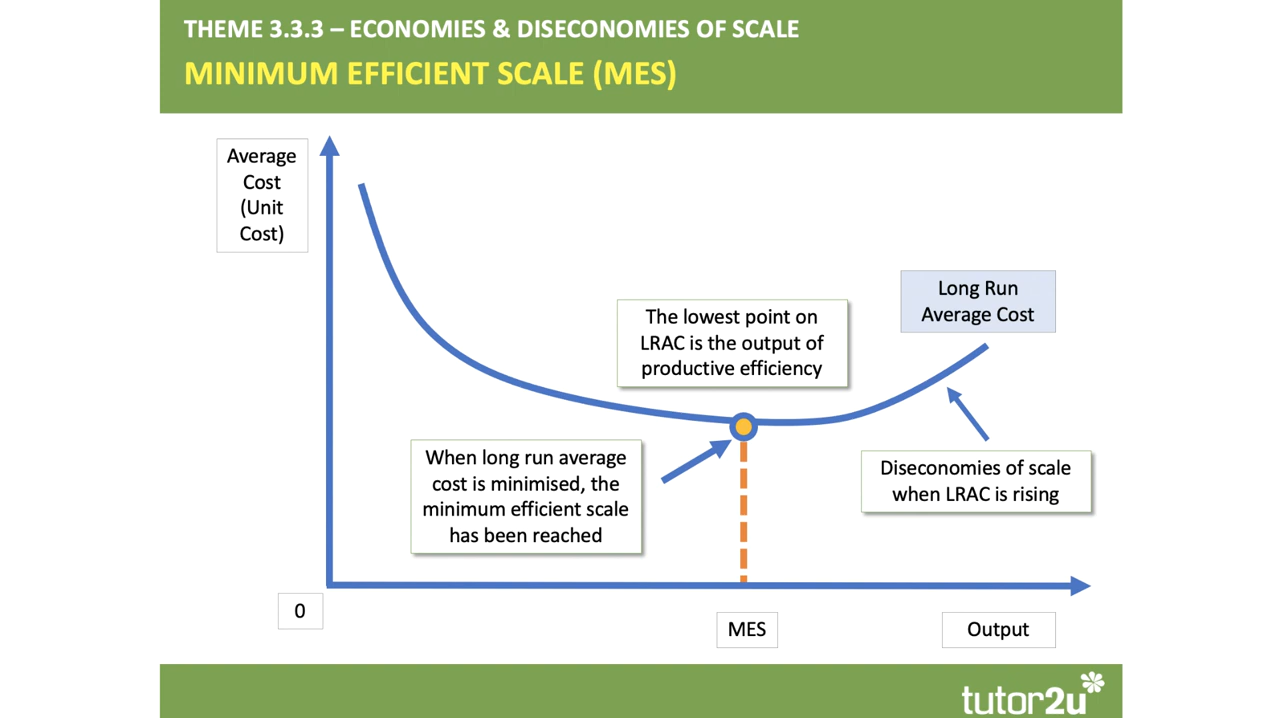 THEME 3.3.3 – ECONOMIES & DISECONOMIES OF SCALE
MINIMUM EFFICIENT SCALE (MES)
Average
Cost
(Unit
Cost)
Long Run
Average Cost
The lowest point on
LRAC is the output of
productive efficiency
When long run average
cost is minimised, the
minimum efficient scale
has been reached
Diseconomies of scale
when LRAC is rising
0
MES
Output
tutor2u